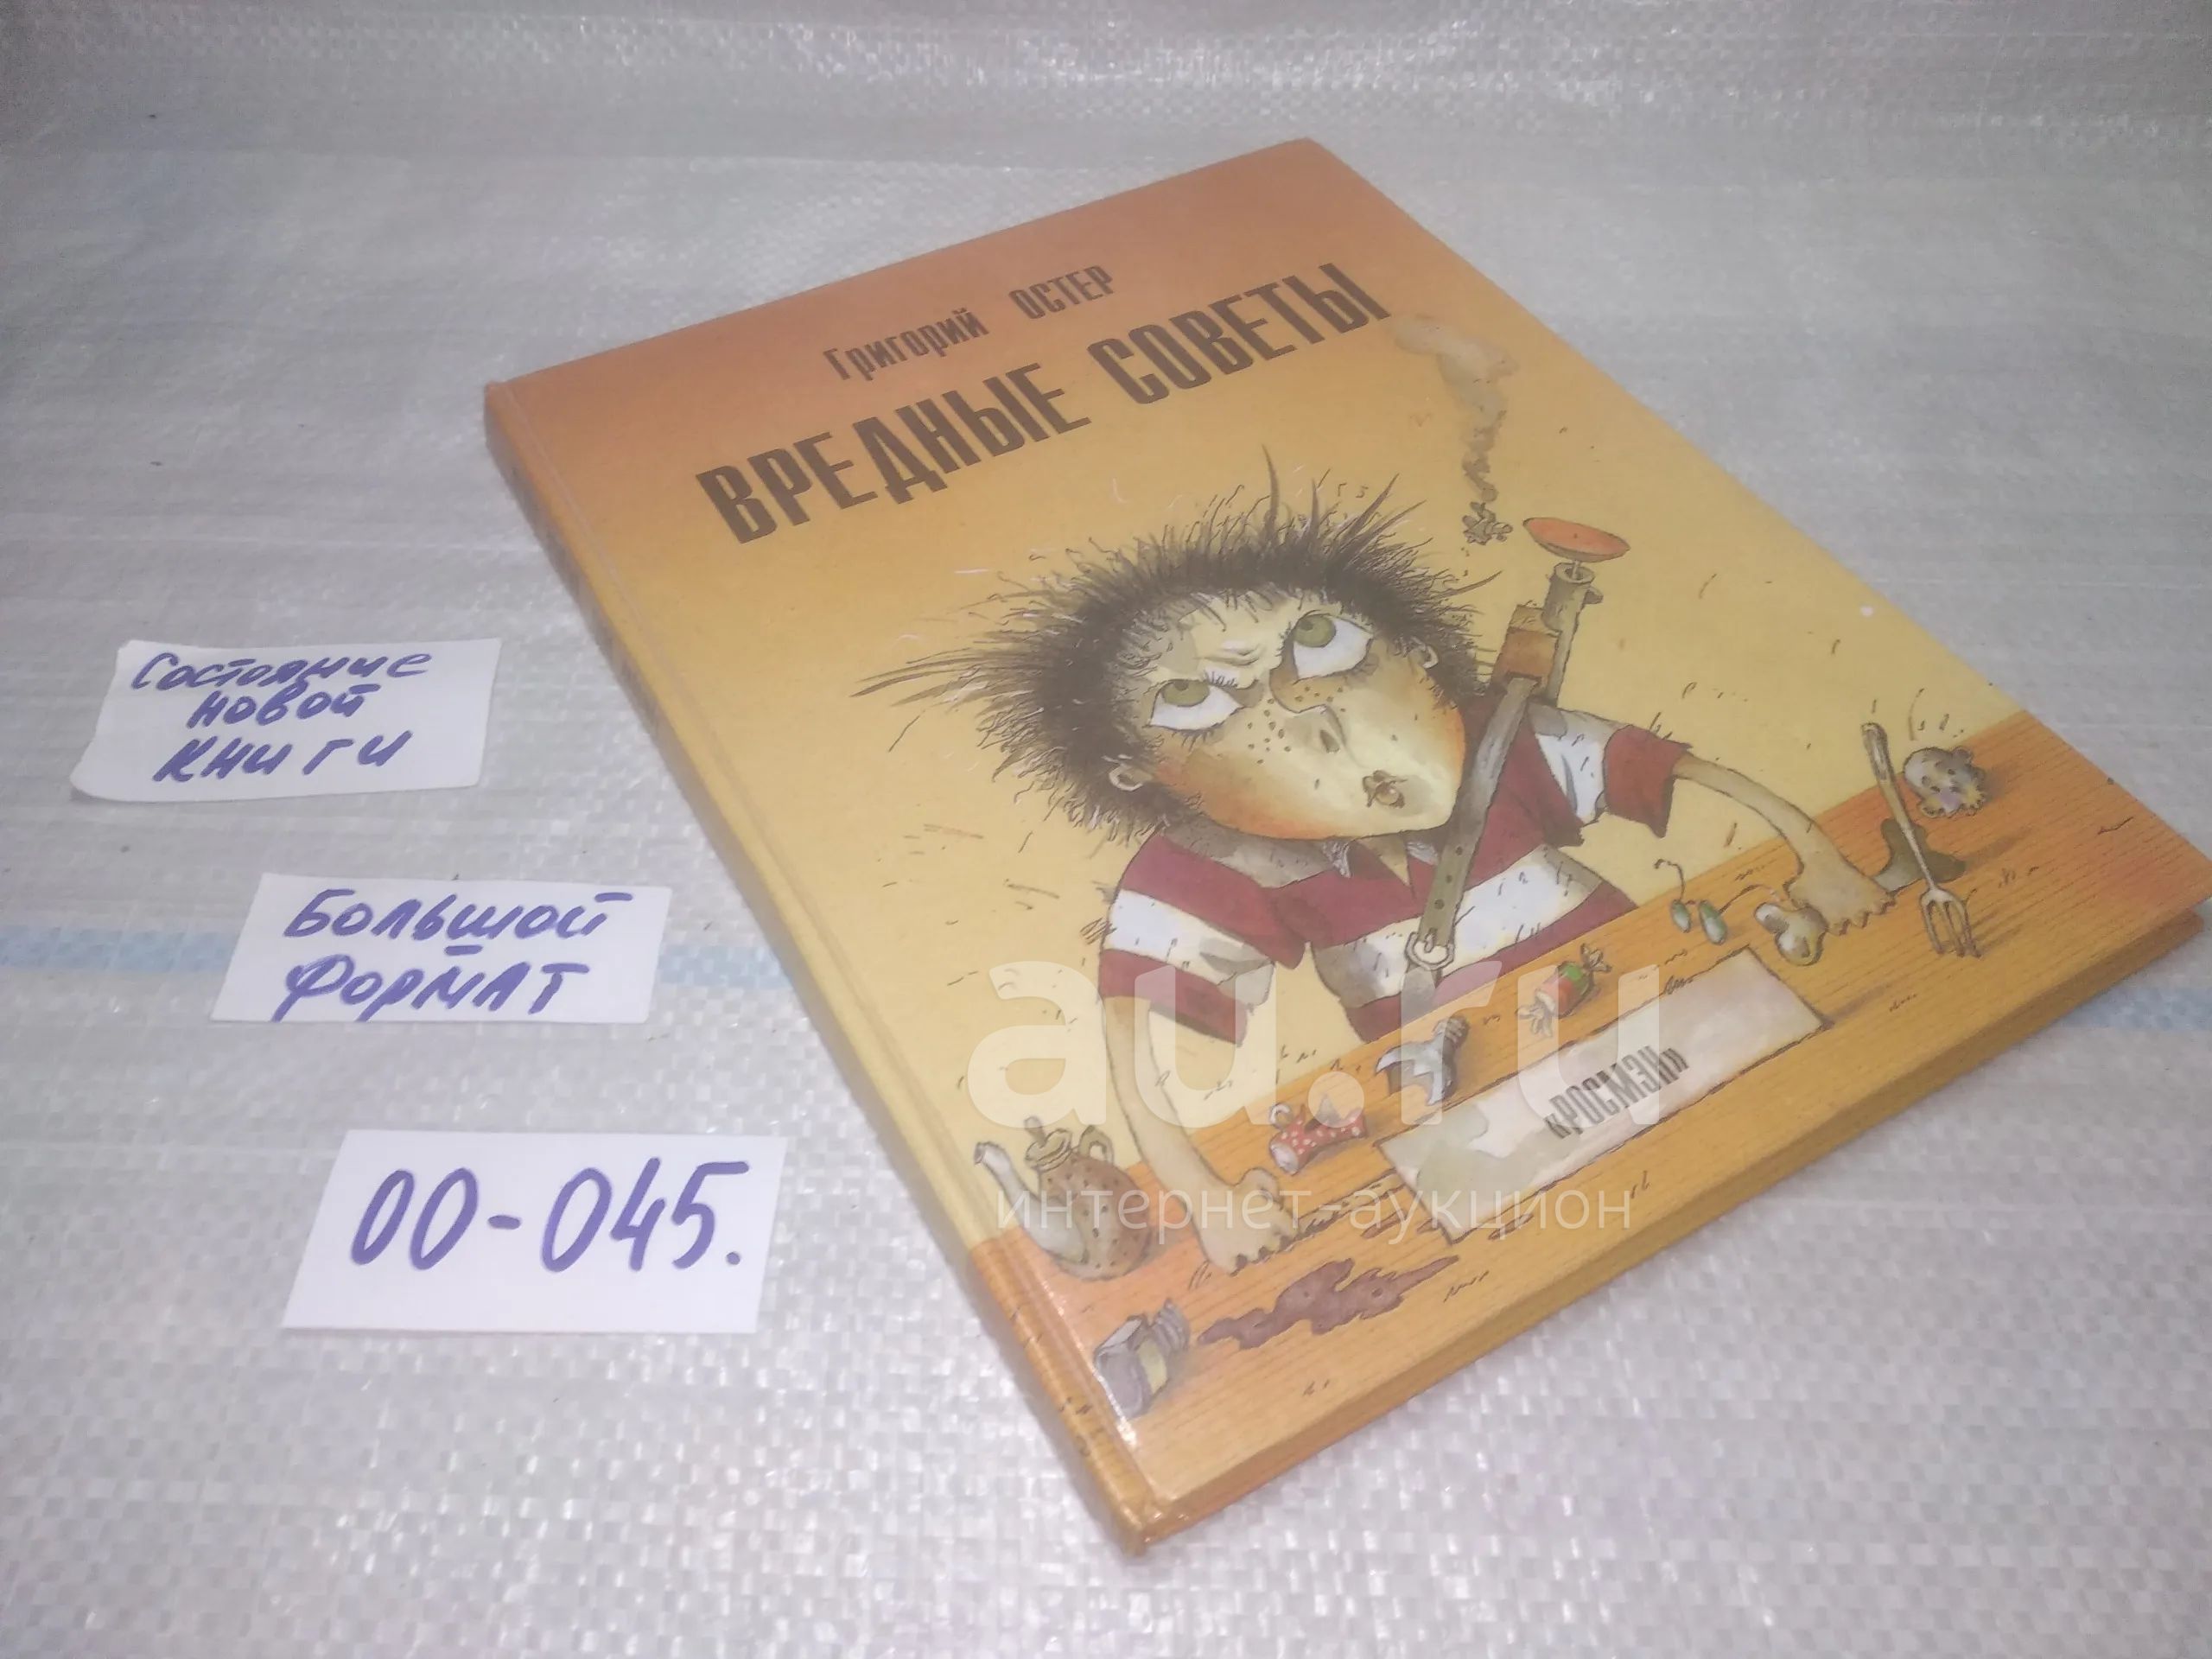 Григорий ОСТЕР
ВРЕДНЫЕ СОВЕТЫ
Состояние
новой
книги
Большой
формат
00-045.
«РОСМЭН»
au.ru
интернет-аукцион